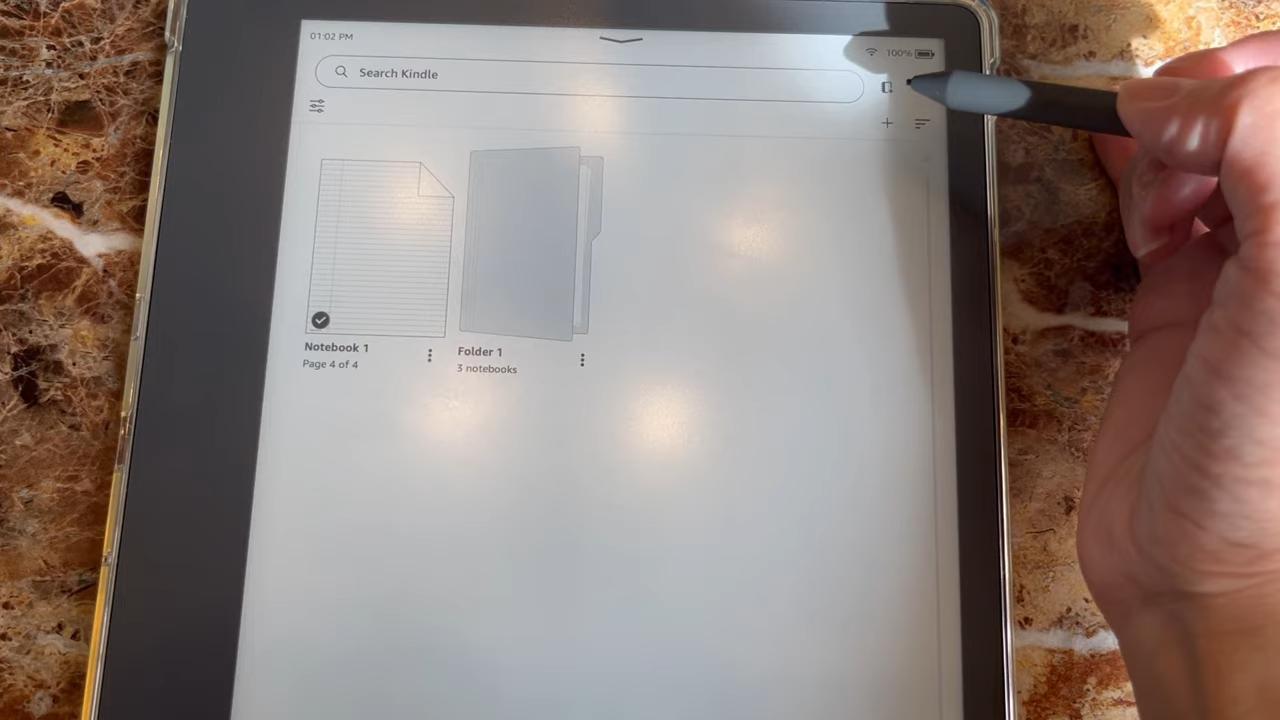 01:02 PM
100%
Search Kindle
Notebook 1
Page 4 of 4
Folder 1
3 notebooks